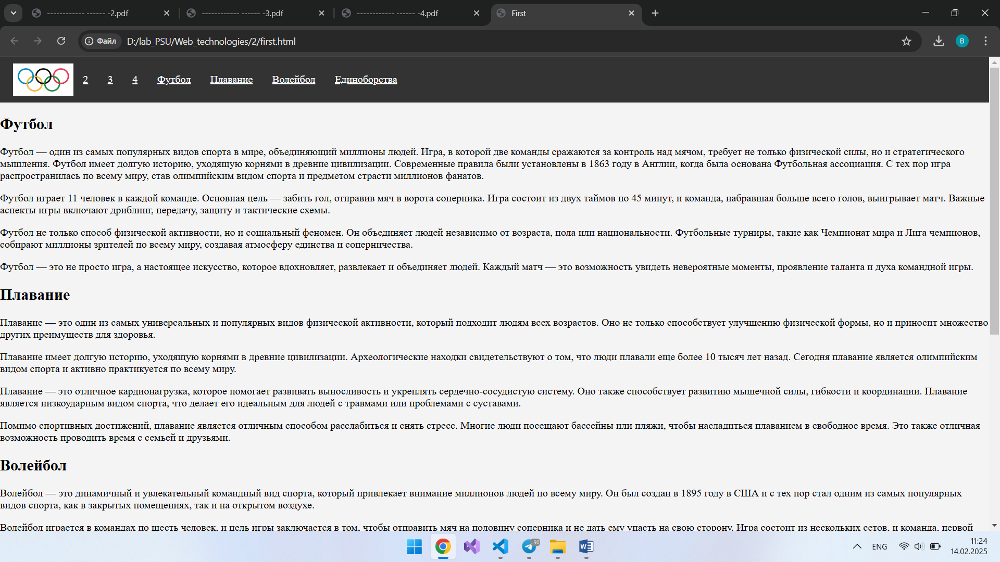 ------------ ------ -2.pdf
------------ ------ -3.pdf
------------ ------ -4.pdf
First
Файл
D:/lab_PSU/Web_technologies/2/first.html
B
2 3 4 Футбол Плавание Волейбол Единоборства
Футбол
Футбол — один из самых популярных видов спорта в мире, объединяющий миллионы людей. Игра, в которой две команды сражаются за контроль над мячом, требует не только физической силы, но и стратегического
мышления. Футбол имеет долгую историю, уходящую корнями в древние цивилизации. Современные правила были установлены в 1863 году в Англии, когда была основана Футбольная ассоциация. С тех пор игра
распространилась по всему миру, став олимпийским видом спорта и предметом страсти миллионов фанатов.
Футбол играет 11 человек в каждой команде. Основная цель — забить гол, отправив мяч в ворота соперника. Игра состоит из двух таймов по 45 минут, и команда, набравшая больше всего голов, выигрывает матч. Важные
аспекты игры включают дриблинг, передачу, защиту и тактические схемы.
Футбол не только способ физической активности, но и социальный феномен. Он объединяет людей независимо от возраста, пола или национальности. Футбольные турниры, такие как Чемпионат мира и Лига чемпионов,
собирают миллионы зрителей по всему миру, создавая атмосферу единства и соперничества.
Футбол — это не просто игра, а настоящее искусство, которое вдохновляет, развлекает и объединяет людей. Каждый матч — это возможность увидеть невероятные моменты, проявление таланта и духа командной игры.
Плавание
Плавание — это один из самых универсальных и популярных видов физической активности, который подходит людям всех возрастов. Оно не только способствует улучшению физической формы, но и приносит множество
других преимуществ для здоровья.
Плавание имеет долгую историю, уходящую корнями в древние цивилизации. Археологические находки свидетельствуют о том, что люди плавали еще более 10 тысяч лет назад. Сегодня плавание является олимпийским
видом спорта и активно практикуется по всему миру.
Плавание — это отличное кардионагрузка, которое помогает развивать выносливость и укреплять сердечно-сосудистую систему. Оно также способствует развитию мышечной силы, гибкости и координации. Плавание
является низкоударным видом спорта, что делает его идеальным для людей с травмами или проблемами с суставами.
Помимо спортивных достижений, плавание является отличным способом расслабиться и снять стресс. Многие люди посещают бассейны или пляжи, чтобы насладиться плаванием в свободное время. Это также отличная
возможность проводить время с семьей и друзьями.
Волейбол
Волейбол — это динамичный и увлекательный командный вид спорта, который привлекает внимание миллионов людей по всему миру. Он был создан в 1895 году в США и с тех пор стал одним из самых популярных
видов спорта, как в закрытых помещениях, так и на открытом воздухе.
Волейбол играется в командах по шесть человек, и цель игры заключается в том, чтобы отправить мяч на половину соперника и не дать ему упасть на свою сторону. Игра состоит из нескольких сетов, и команда, первой
.90
ENG
11:24
14.02.2025